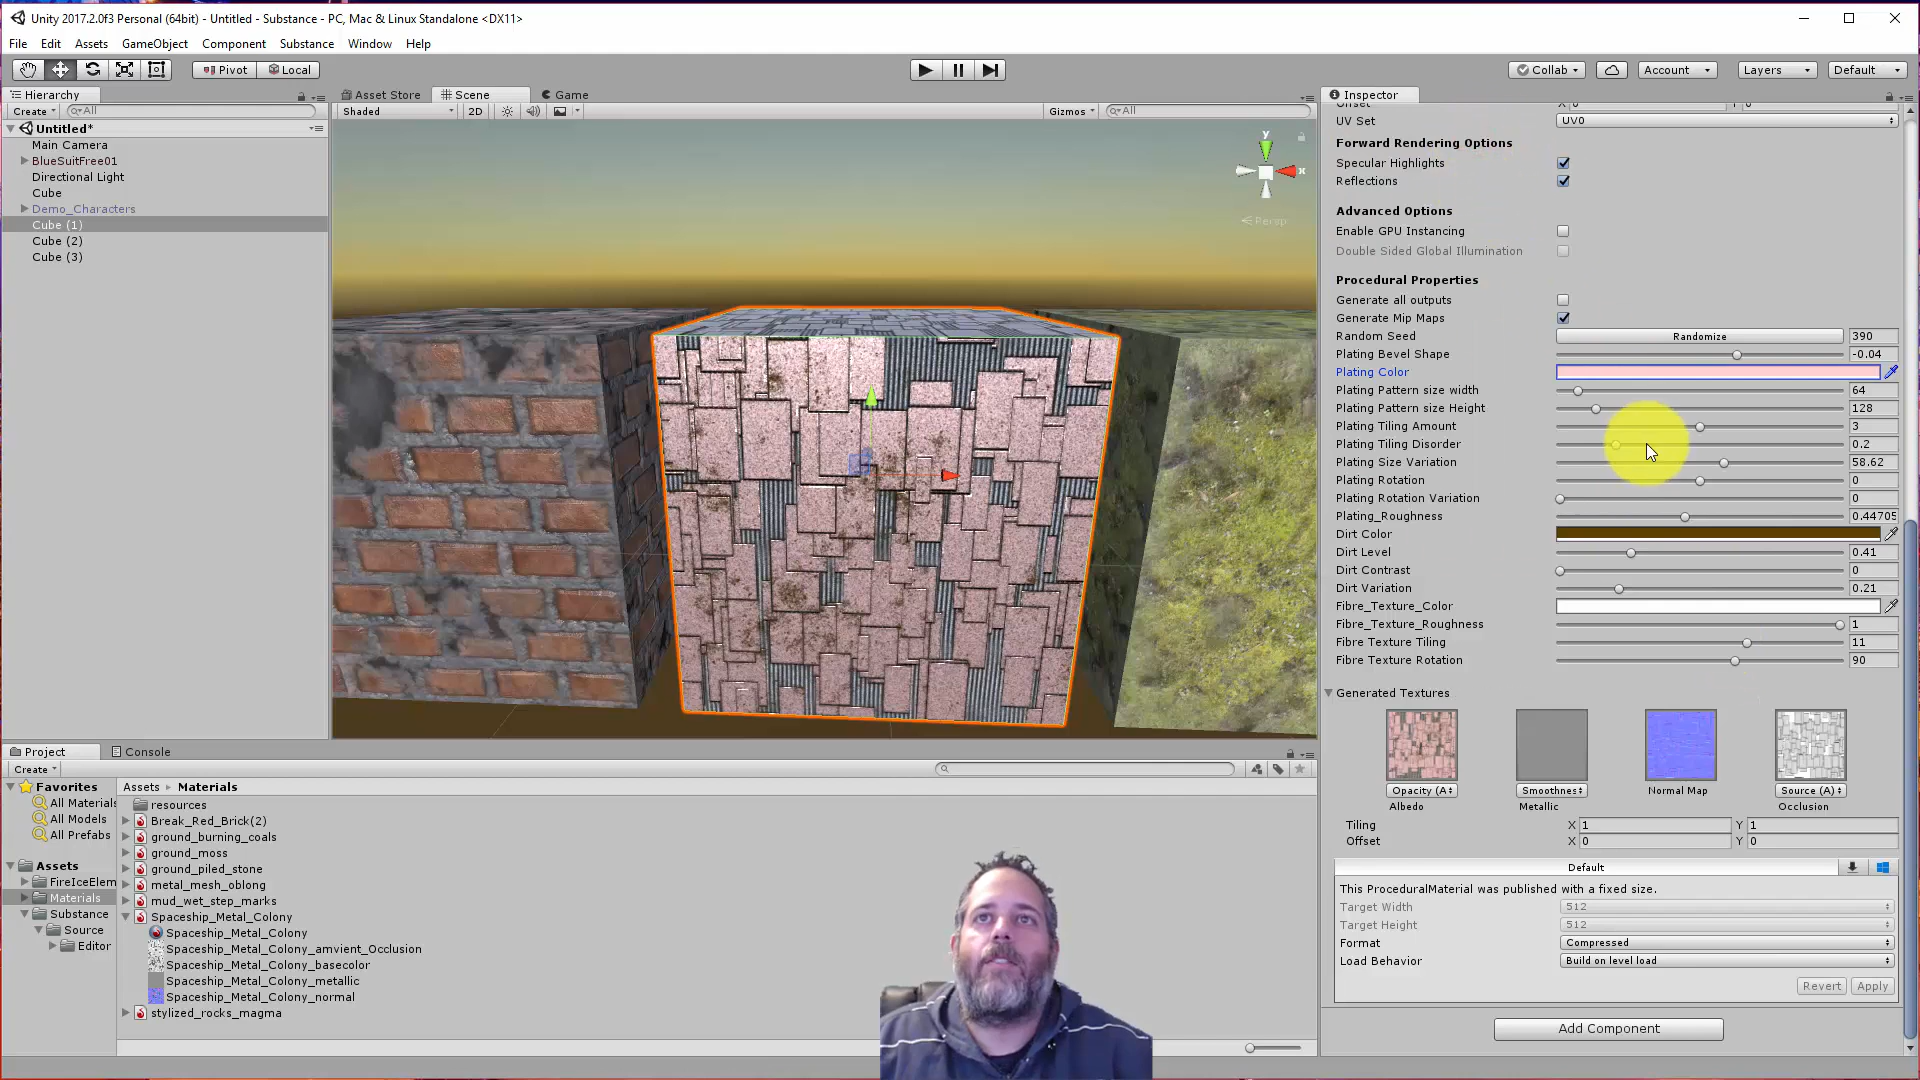 Unity 2017.2.0f3 Personal (64bit) - Untitled - Substance - PC, Mac & Linux Standalone <DX11>
File Edit Assets GameObject Component Substance Window Help
Pivot Local Collab Account Layers Default
Hierarchy Asset Store Scene Game Inspector
Create All Shaded 2D Gizmos All
Untitled*
Main Camera
BlueSuitFree01
Directional Light
Cube
Demo_Characters
Cube (1)
Cube (2)
Cube (3)
y
x
Persp
Offset X 0 Y 0
UV Set UV0
Forward Rendering Options
Specular Highlights
Reflections
Advanced Options
Enable GPU Instancing
Double Sided Global Illumination
Procedural Properties
Generate all outputs
Generate Mip Maps
Random Seed Randomize 390
Plating Bevel Shape -0.04
Plating Color
Plating Pattern size width 64
Plating Pattern size Height 128
Plating Tiling Amount 3
Plating Tiling Disorder 0.2
Plating Size Variation 58.62
Plating Rotation 0
Plating Rotation Variation 0
Plating_Roughness 0.44705
Dirt Color
Dirt Level 0.41
Dirt Contrast 0
Dirt Variation 0.21
Fibre_Texture_Color
Fibre_Texture_Roughness 1
Fibre Texture Tiling 11
Fibre Texture Rotation 90
Generated Textures
Opacity (A Smoothnes Normal Map Source (A)
Albedo Metallic Occlusion
Tiling X 1 Y 1
Offset X 0 Y 0
Default
This ProceduralMaterial was published with a fixed size.
Target Width 512
Target Height 512
Format Compressed
Load Behavior Build on level load
Revert Apply
Add Component
Project Console
Create
Favorites
All Materials
All Models
All Prefabs
Assets
FireIceElem
Materials
Substance
Source
Editor
Assets Materials
resources
Break_Red_Brick(2)
ground_burning_coals
ground_moss
ground_piled_stone
metal_mesh_oblong
mud_wet_step_marks
Spaceship_Metal_Colony
Spaceship_Metal_Colony
Spaceship_Metal_Colony_amvient_Occlusion
Spaceship_Metal_Colony_basecolor
Spaceship_Metal_Colony_metallic
Spaceship_Metal_Colony_normal
stylized_rocks_magma